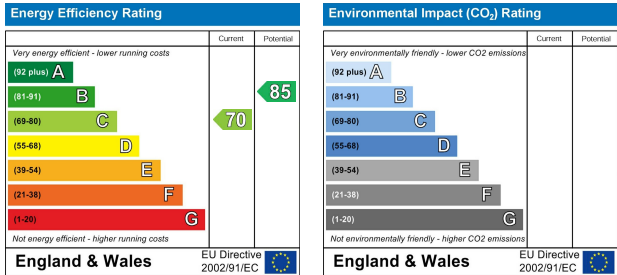 Energy Efficiency Rating
Current Potential
Very energy efficient - lower running costs
(92 plus) A
(81-91) B
85
(69-80) C
70
(55-68) D
(39-54) E
(21-38) F
(1-20) G
Not energy efficient - higher running costs
England & Wales
EU Directive
2002/91/EC
Environmental Impact (CO₂) Rating
Current Potential
Very environmentally friendly - lower CO2 emissions
(92 plus) A
(81-91) B
(69-80) C
(55-68) D
(39-54) E
(21-38) F
(1-20) G
Not environmentally friendly - higher CO2 emissions
England & Wales
EU Directive
2002/91/EC